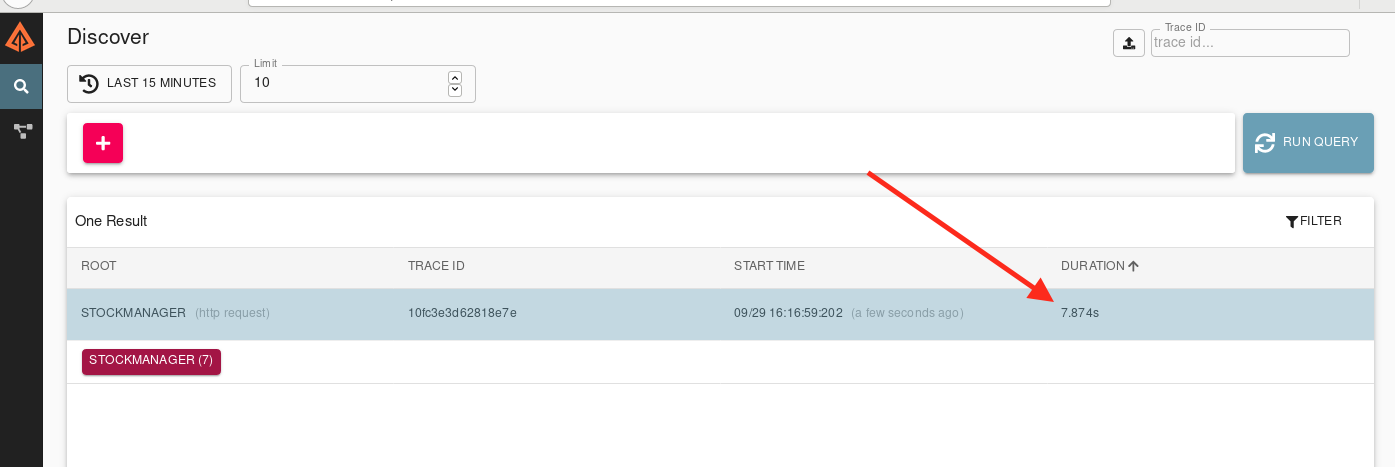 Discover
Trace ID
trace id...
LAST 15 MINUTES
Limit
10
RUN QUERY
One Result
FILTER
ROOT TRACE ID START TIME DURATION
STOCKMANAGER (http request) 10fc3e3d62818e7e 09/29 16:16:59:202 (a few seconds ago) 7.874s
STOCKMANAGER (7)